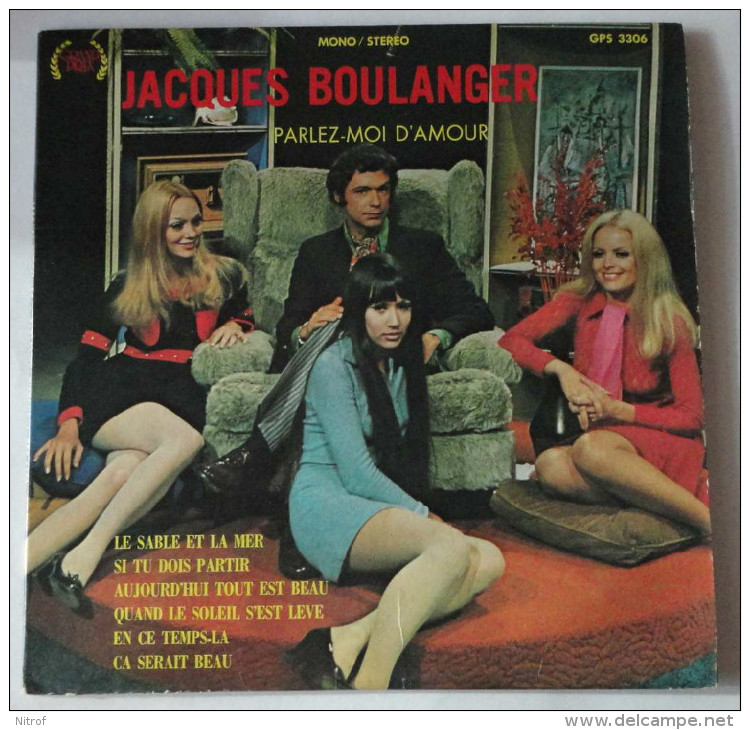 MONO / STEREO
GPS 3306
JACQUES BOULANGER
PARLEZ-MOI D'AMOUR
LE SABLE ET LA MER
SI TU DOIS PARTIR
AUJOURD'HUI TOUT EST BEAU
QUAND LE SOLEIL S'EST LEVE
EN CE TEMPS-LA
CA SERAIT BEAU
Nitrof
www.delcampe.net